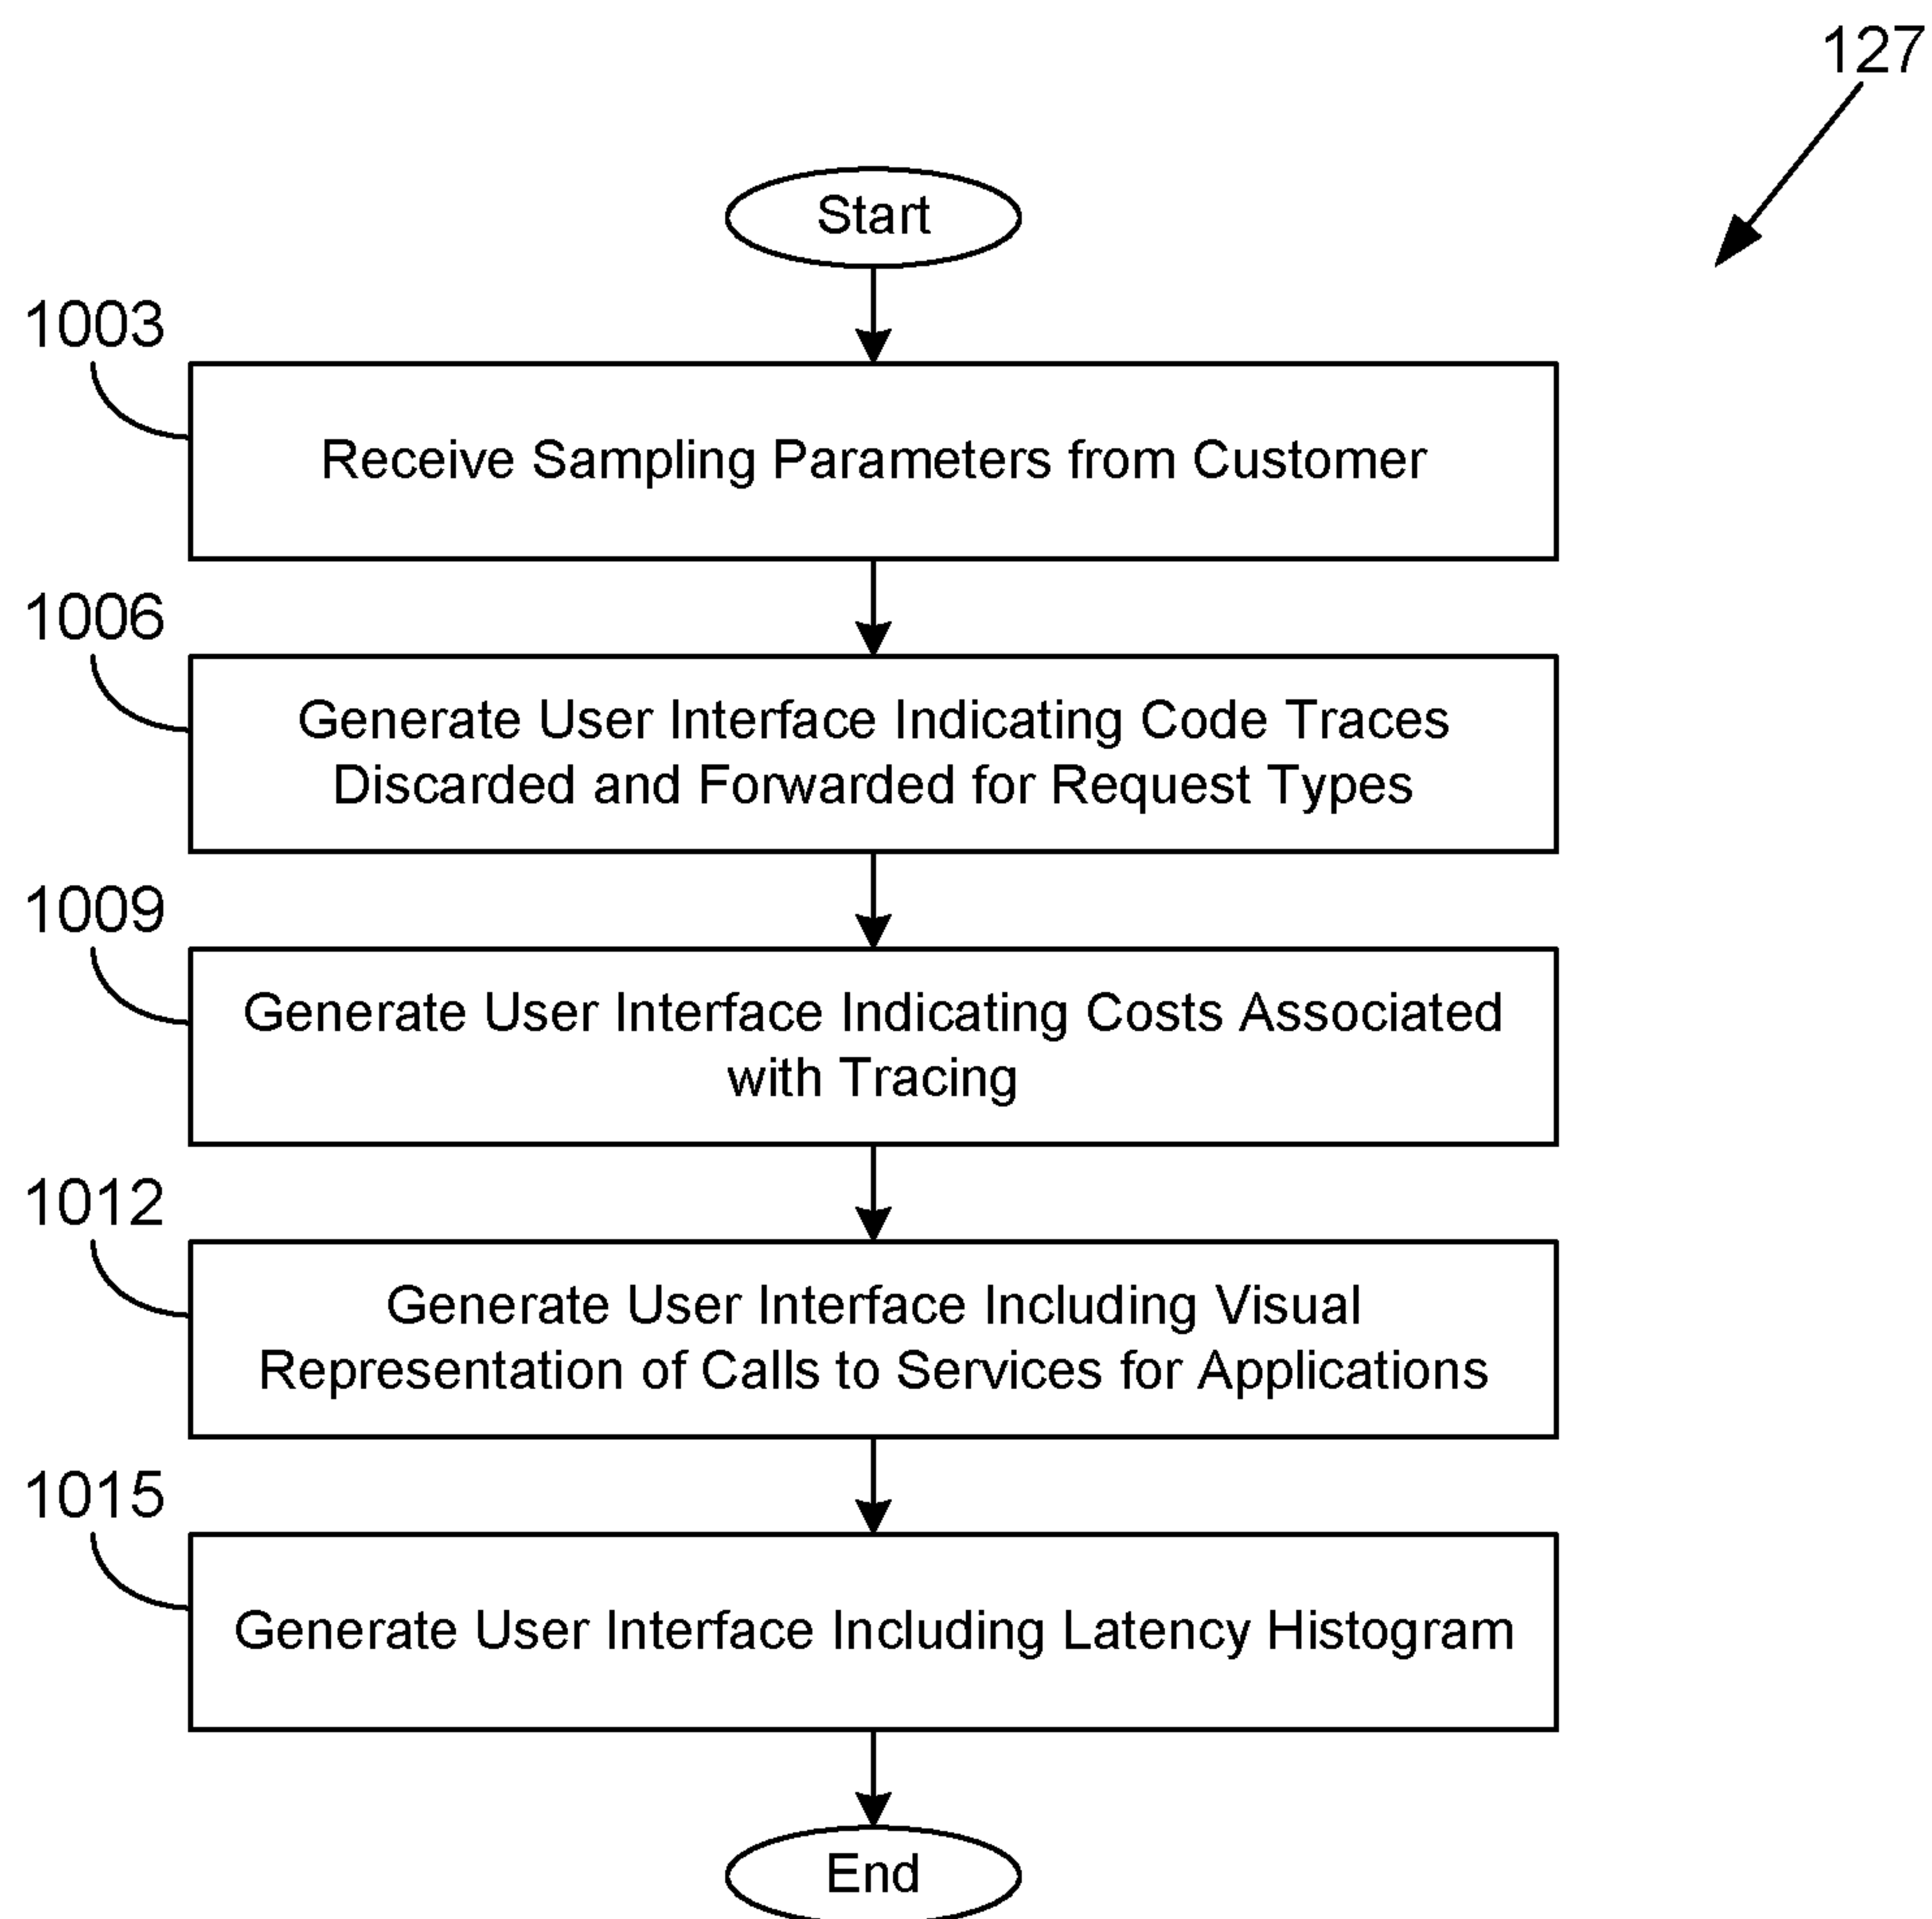 127
Start
1003
Receive Sampling Parameters from Customer
1006
Generate User Interface Indicating Code Traces
Discarded and Forwarded for Request Types
1009
Generate User Interface Indicating Costs Associated
with Tracing
1012
Generate User Interface Including Visual
Representation of Calls to Services for Applications
1015
Generate User Interface Including Latency Histogram
End